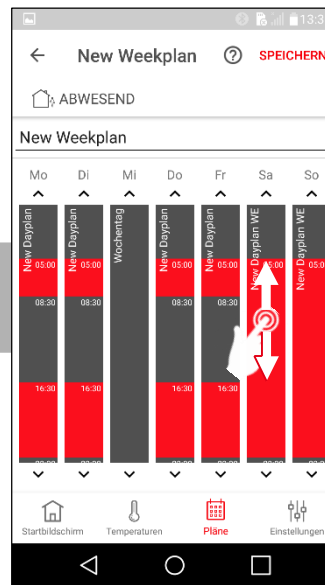 13:3
New Weekplan
SPEICHERN
ABWESEND
New Weekplan
Mo Di Mi Do Fr Sa So
New Dayplan New Dayplan Wochentag New Dayplan New Dayplan New Dayplan WE New Dayplan WE
05:00 05:00 05:00 05:00 05:00 05:0
08:30 08:30 08:30 08:30
16:30 16:30 16:30 16:30
Startbildschirm Temperaturen Pläne Einstellungen